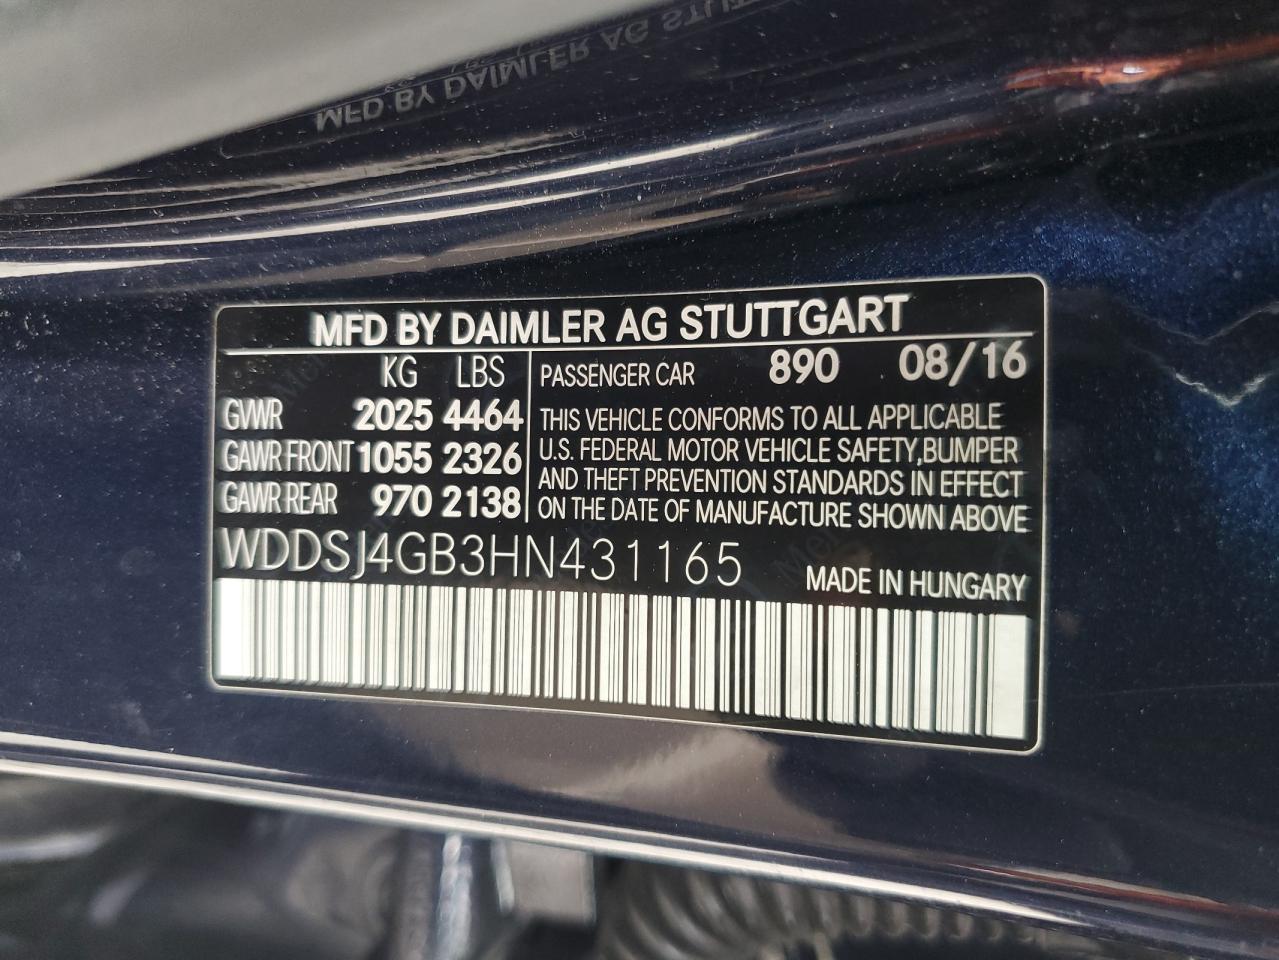 MFD BY DAIMLER AG STUTTGART
KG LBS
GVWR 2025 4464
GAWR FRONT 1055 2326
GAWR REAR 970 2138
PASSENGER CAR 890 08/16
THIS VEHICLE CONFORMS TO ALL APPLICABLE
U.S. FEDERAL MOTOR VEHICLE SAFETY, BUMPER
AND THEFT PREVENTION STANDARDS IN EFFECT
ON THE DATE OF MANUFACTURE SHOWN ABOVE
WDDSJ4GB3HN431165
MADE IN HUNGARY